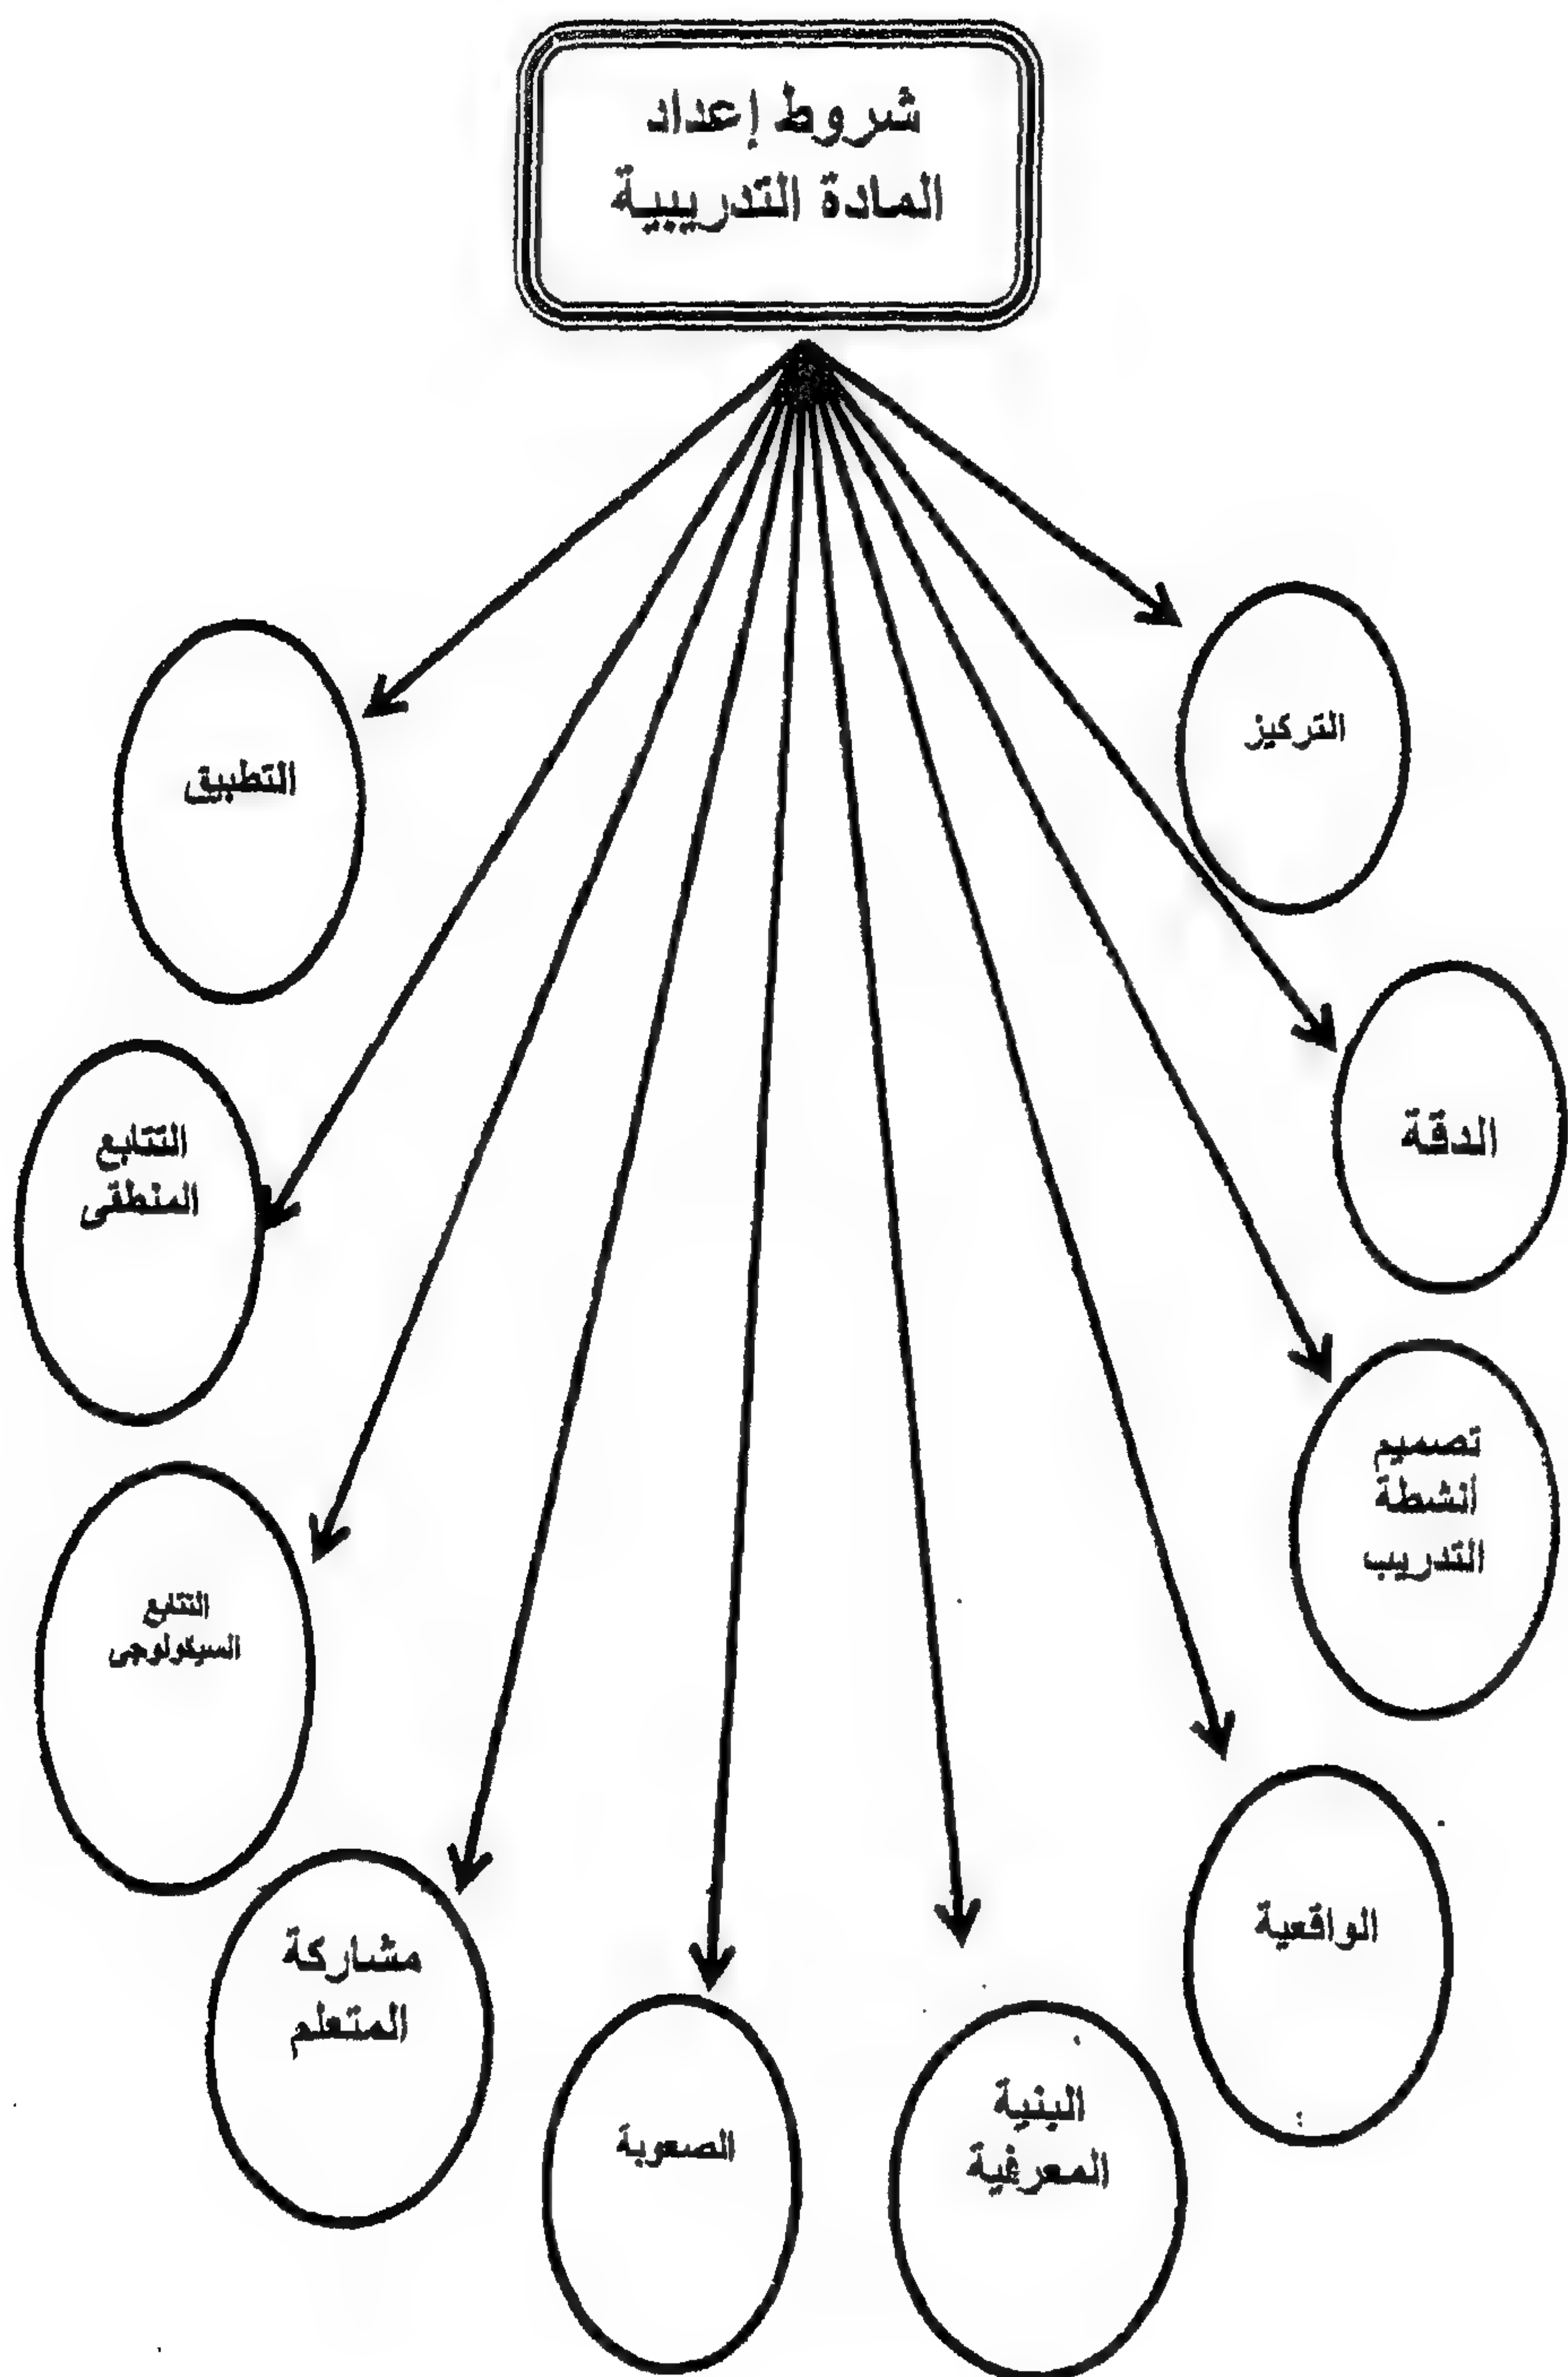 شروط إعداد
المادة التدريبية
التركيز
الدقة
تصميم
أنشطة
التدريب
الواقعية
البنية
المعرفية
الصعوبة
مشاركة
المتعلم
التتابع
السيكولوجى
التتابع
المنطقى
التطبيق